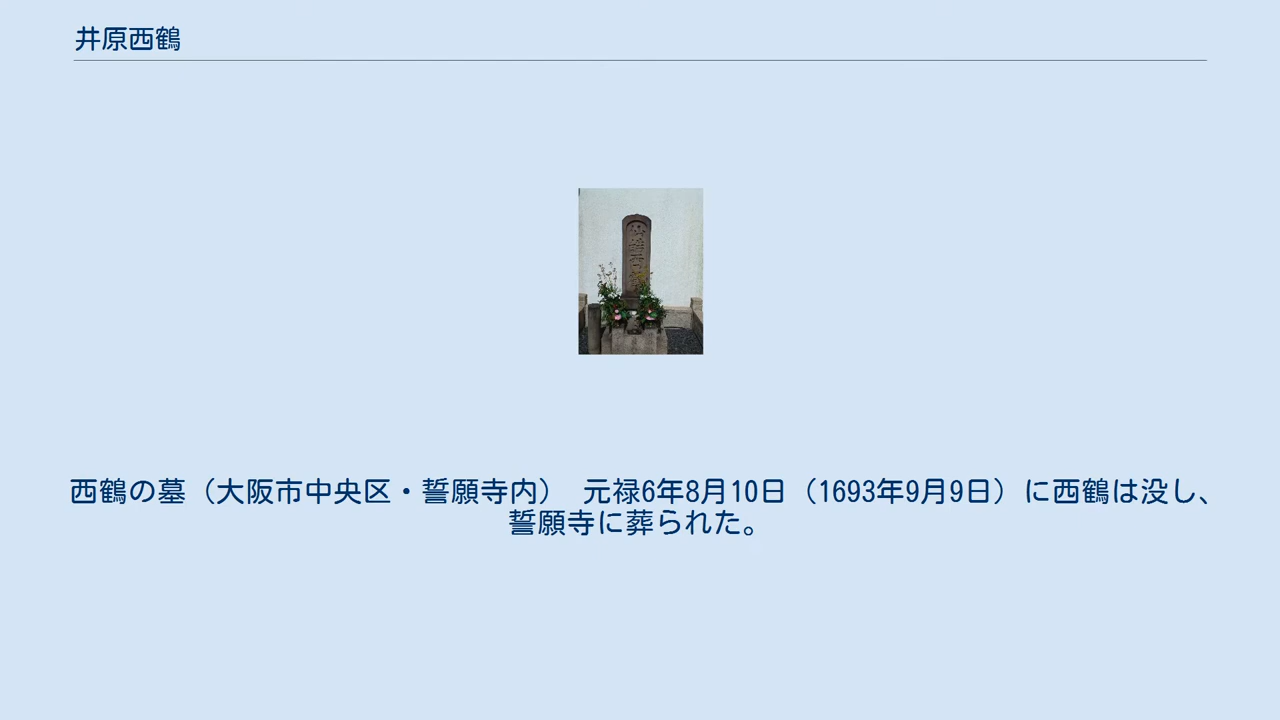 井原西鶴
西鶴の墓（大阪市中央区・誓願寺内）　元禄6年8月10日（1693年9月9日）に西鶴は没し、
誓願寺に葬られた。